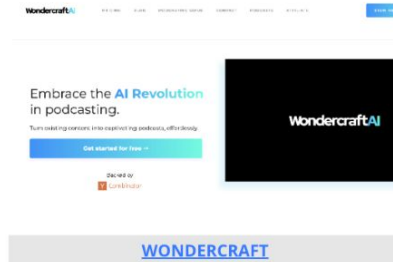 WondercraftAI
Embrace the AI Revolution
in podcasting.
Turn existing content into captivating podcasts, effortlessly.
Get started for free →
Backed by
Y Combinator
WondercraftAI
WONDERCRAFT